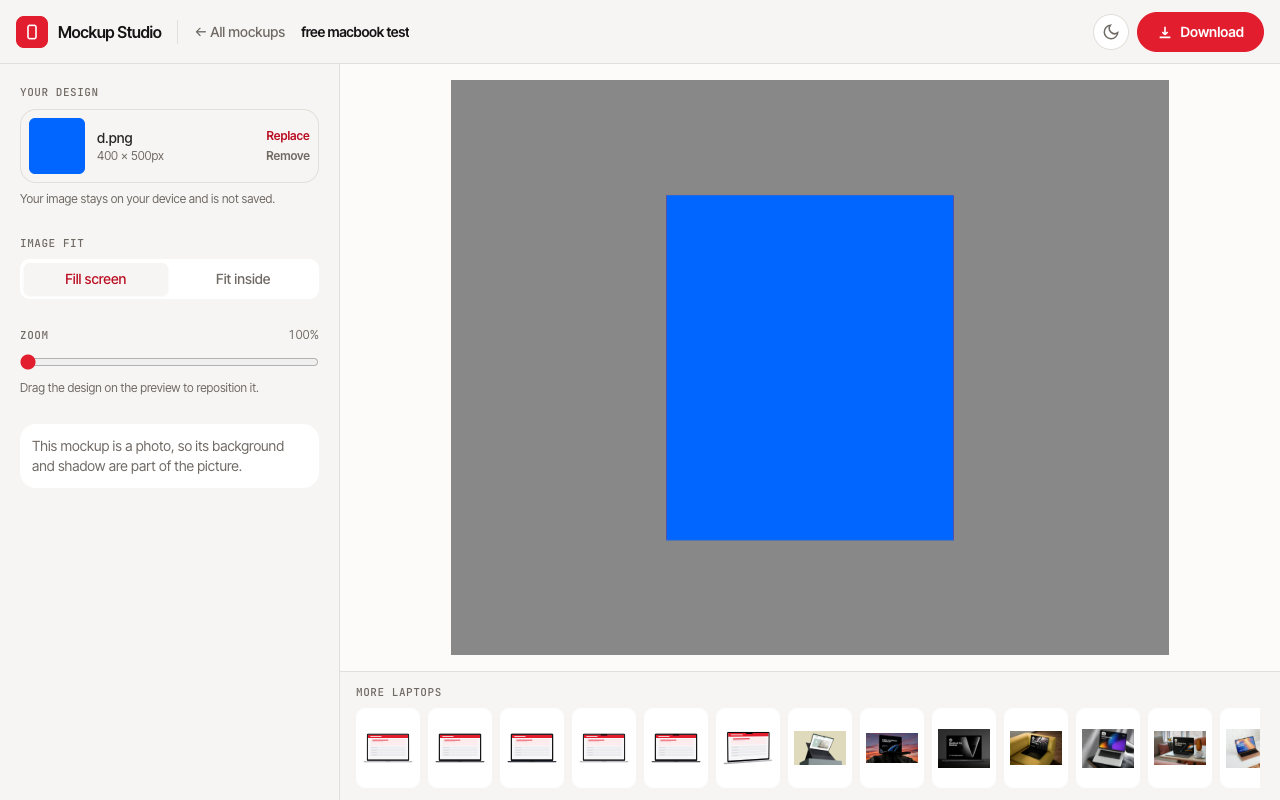 Mockup Studio
← All mockups
free macbook test
Download
YOUR DESIGN
d.png
400 × 500px
Replace
Remove
Your image stays on your device and is not saved.
IMAGE FIT
Fill screen
Fit inside
ZOOM
100%
Drag the design on the preview to reposition it.
This mockup is a photo, so its background
and shadow are part of the picture.
MORE LAPTOPS